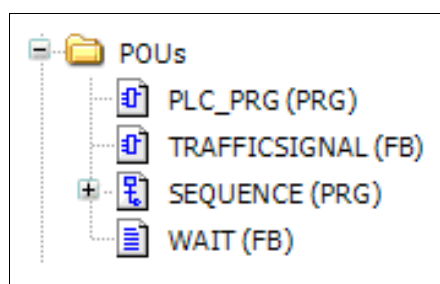 POUs
PLC_PRG (PRG)
TRAFFICSIGNAL (FB)
SEQUENCE (PRG)
WAIT (FB)